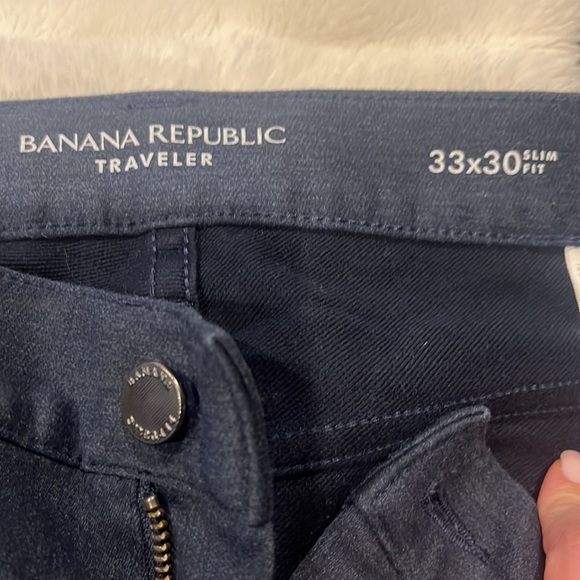 BANANA REPUBLIC
TRAVELER
33x30 SLIM
FIT